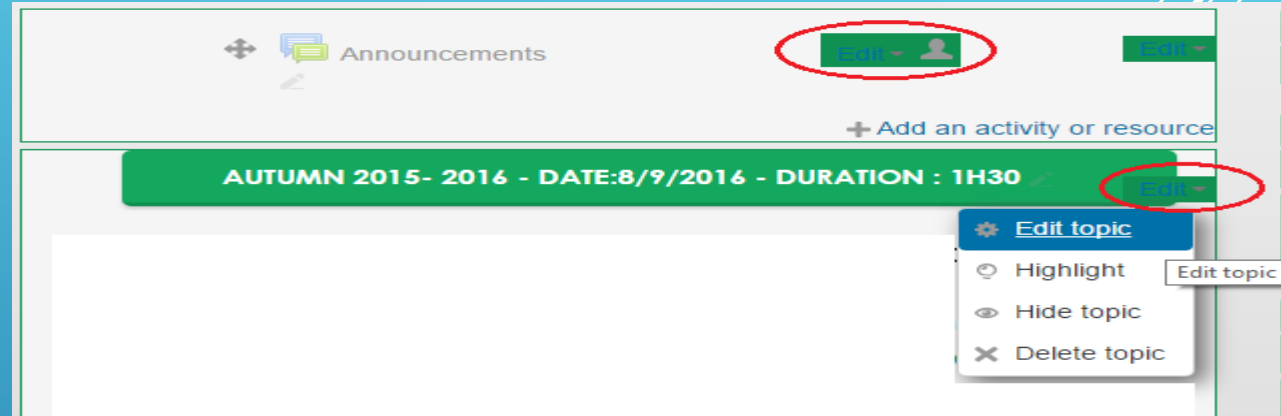 Announcements Edit Edit
Add an activity or resource
AUTUMN 2015- 2016 - DATE:8/9/2016 - DURATION : 1H30 Edit
Edit topic
Highlight
Edit topic
Hide topic
Delete topic